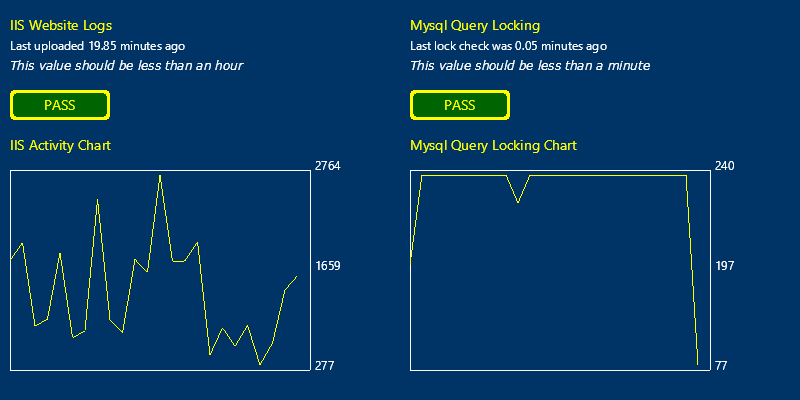 IIS Website Logs
Last uploaded 19.85 minutes ago
This value should be less than an hour
PASS
IIS Activity Chart
2764
1659
277
Mysql Query Locking
Last lock check was 0.05 minutes ago
This value should be less than a minute
PASS
Mysql Query Locking Chart
240
197
77